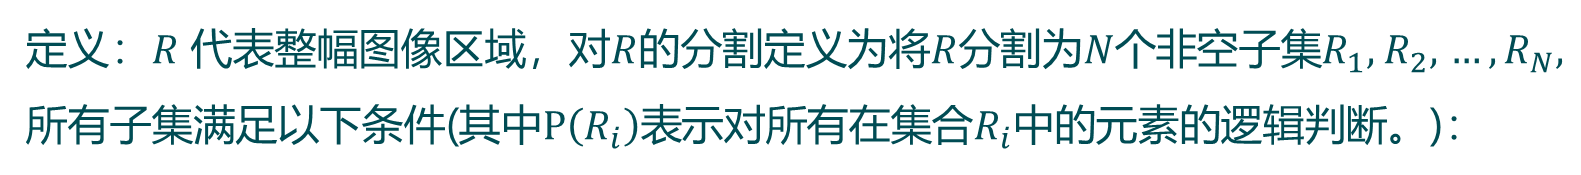 定义：R 代表整幅图像区域，对R的分割定义为将R分割为N个非空子集R₁, R₂, … , R_N,
所有子集满足以下条件(其中P(Rᵢ)表示对所有在集合Rᵢ中的元素的逻辑判断。)：